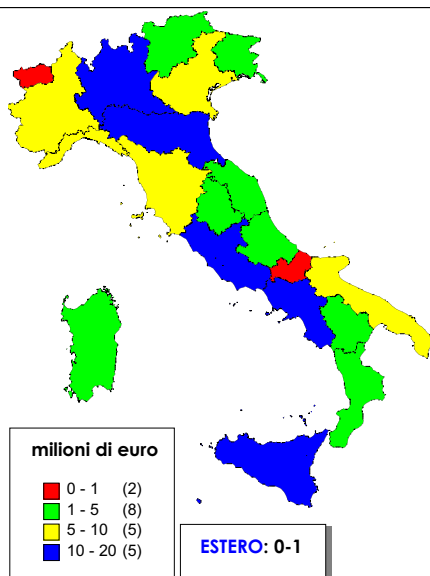 milioni di euro
0 - 1 (2)
1 - 5 (8)
5 - 10 (5)
10 - 20 (5)
ESTERO: 0-1